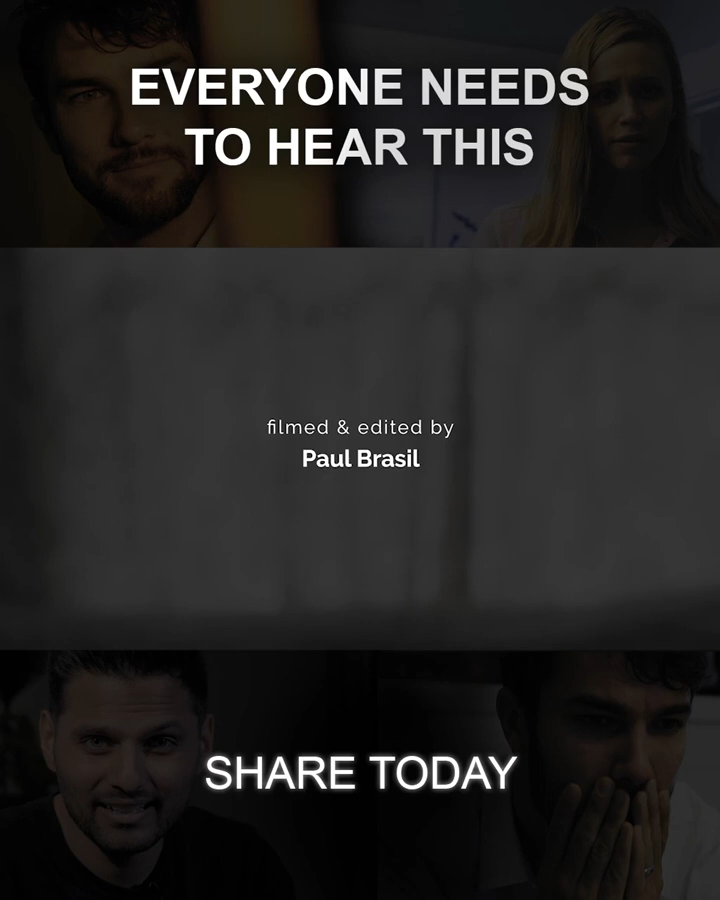 EVERYONE NEEDS
TO HEAR THIS
filmed & edited by
Paul Brasil
SHARE TODAY